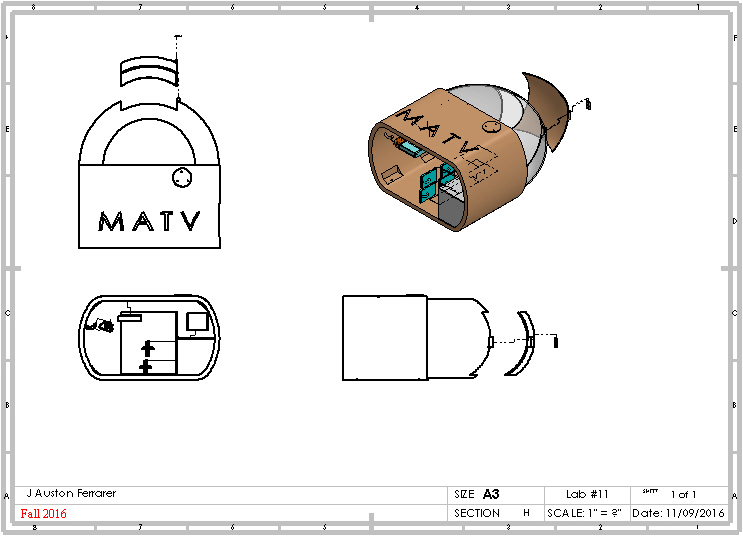 8 7 6 5 4 3 2 1
F F
E E
D
C C
B B
A A
MATV
MATV
J Auston Ferrarer
SIZE A3
Lab #11
SHEET 1 of 1
Fall 2016
SECTION H
SCALE: 1" = ?"
Date: 11/09/2016
8 7 6 5 4 3 2 1